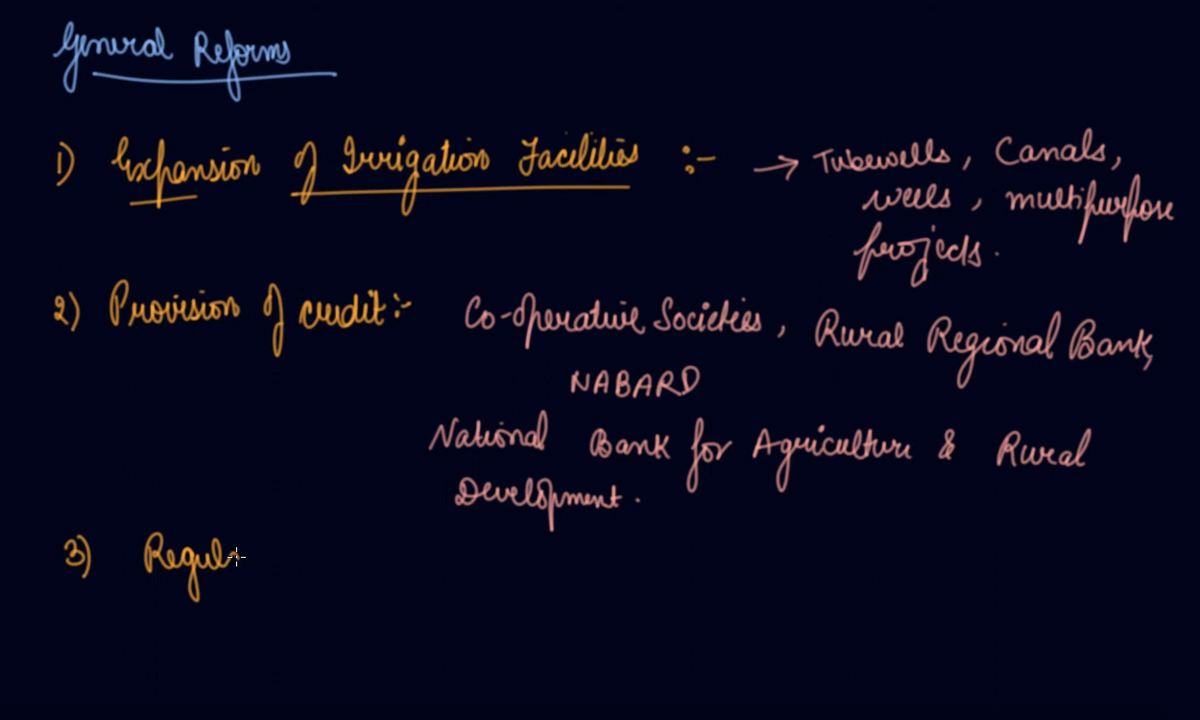 General Reforms
1) Expansion of Irrigation Facilities :- → Tubewells, Canals,
wells, multipurpose
projects.
2) Provision of credit:- Co-operative Societies, Rural Regional Bank,
NABARD
National Bank for Agriculture & Rural
Development.
3) Regula